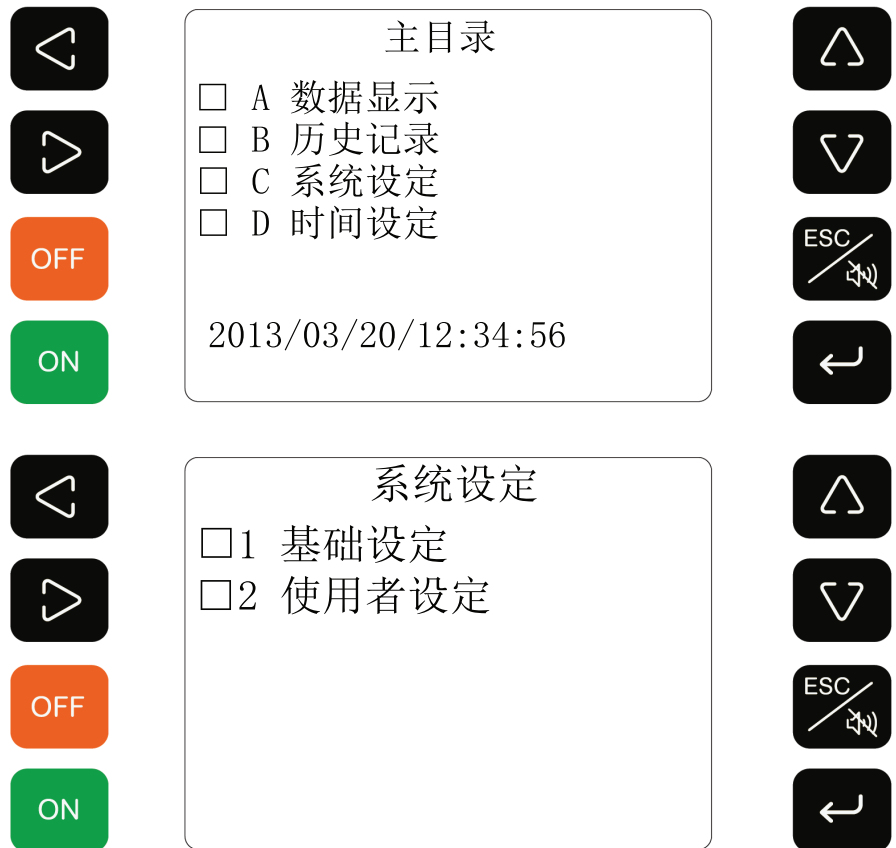 主目录
□ A 数据显示
□ B 历史记录
□ C 系统设定
□ D 时间设定
OFF
ESC
2013/03/20/12:34:56
ON
系统设定
□1 基础设定
□2 使用者设定
OFF
ESC
ON